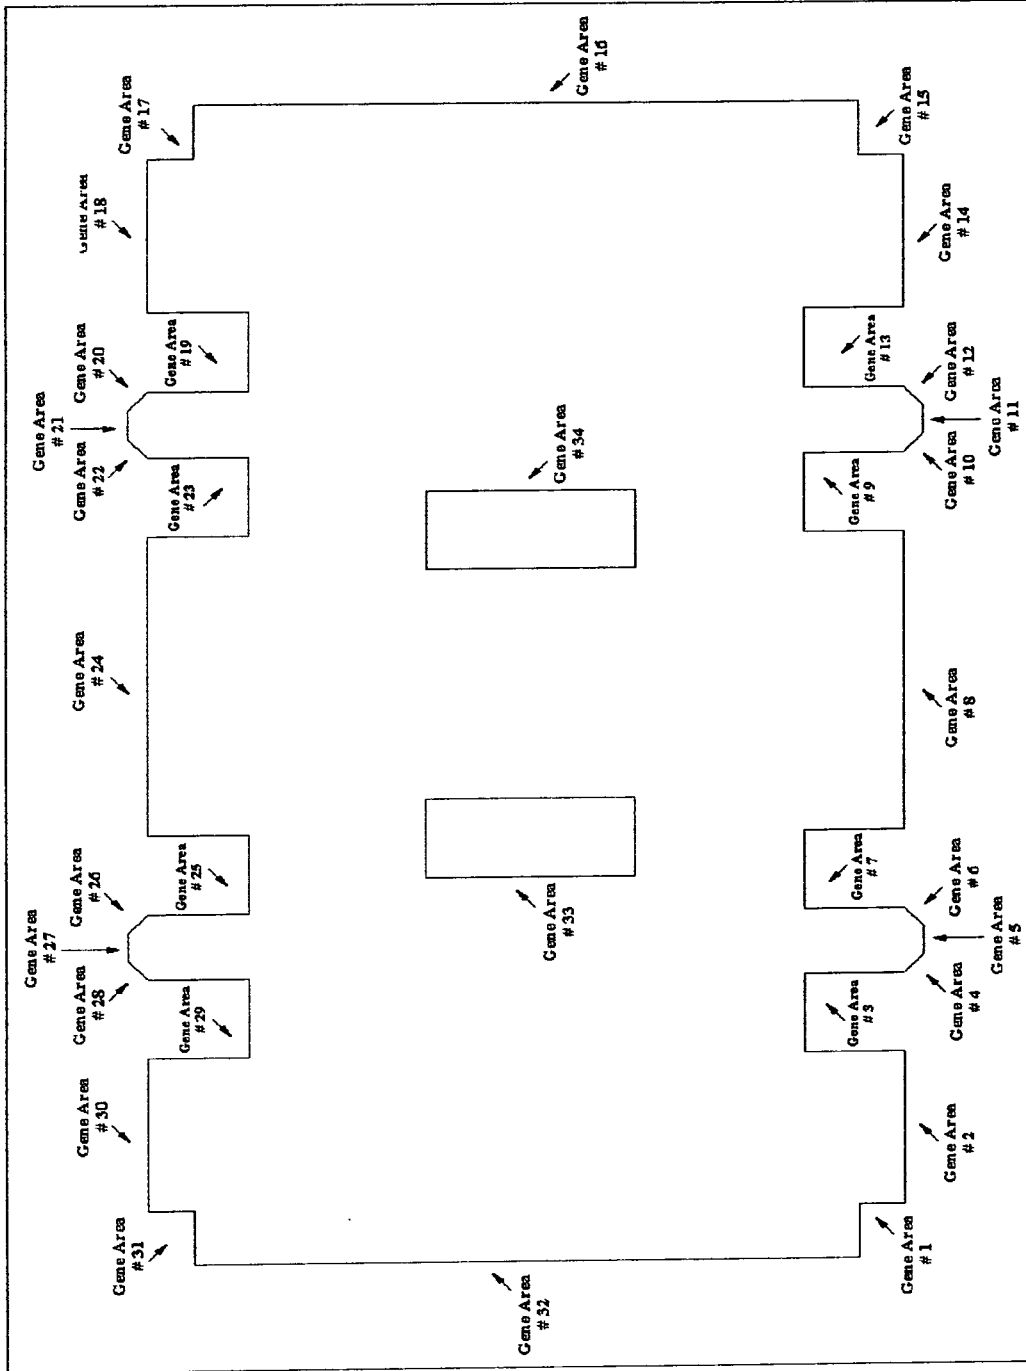 Gene Area
#1
Gene Area
#2
Gene Area
#3
Gene Area
#4
Gene Area
#5
Gene Area
#6
Gene Area
#7
Gene Area
#8
Gene Area
#9
Gene Area
#10
Gene Area
#11
Gene Area
#12
Gene Area
#13
Gene Area
#14
Gene Area
#15
Gene Area
#16
Gene Area
#17
Gene Area
#18
Gene Area
#19
Gene Area
#20
Gene Area
#21
Gene Area
#22
Gene Area
#23
Gene Area
#24
Gene Area
#25
Gene Area
#26
Gene Area
#27
Gene Area
#28
Gene Area
#29
Gene Area
#30
Gene Area
#31
Gene Area
#32
Gene Area
#33
Gene Area
#34